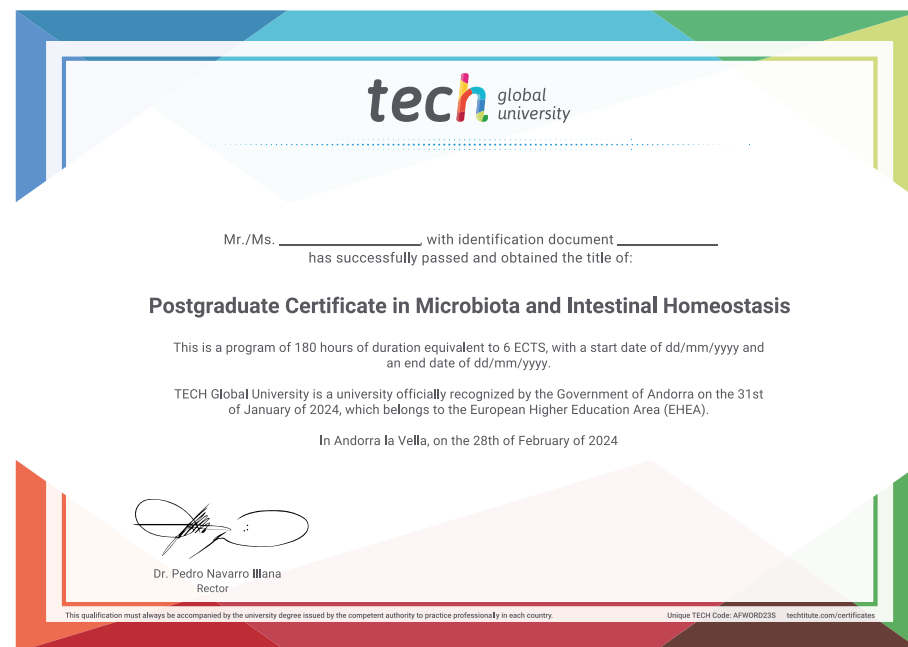 tech global university
Mr./Ms. ____________, with identification document ____________
has successfully passed and obtained the title of:
Postgraduate Certificate in Microbiota and Intestinal Homeostasis
This is a program of 180 hours of duration equivalent to 6 ECTS, with a start date of dd/mm/yyyy and
an end date of dd/mm/yyyy.
TECH Global University is a university officially recognized by the Government of Andorra on the 31st
of January of 2024, which belongs to the European Higher Education Area (EHEA).
In Andorra la Vella, on the 28th of February of 2024
Dr. Pedro Navarro Illana
Rector
This qualification must always be accompanied by the university degree issued by the competent authority to practice professionally in each country.
Unique TECH Code: AFWORD23S techtitute.com/certificates